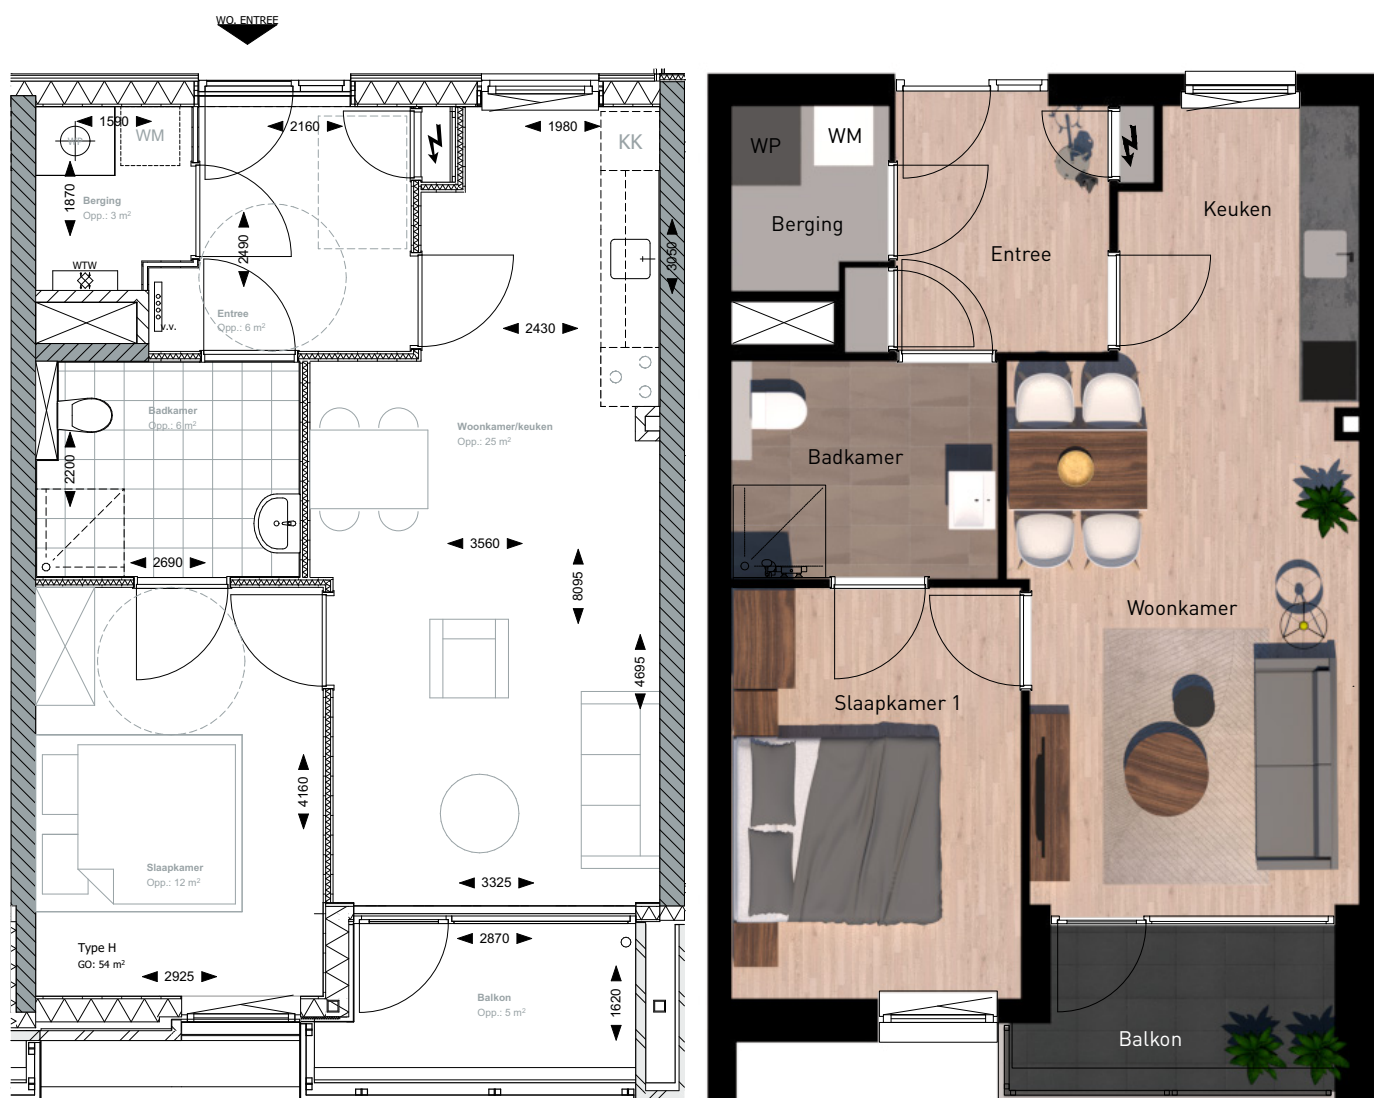 WO. ENTREE
1590
2160
1980
WP
WM
KK
1870
Berging
Opp.: 3 m²
2490
3050
WTW
v.v.
Entree
Opp.: 6 m²
2430
Badkamer
Opp.: 6 m²
Woonkamer/keuken
Opp.: 25 m²
2200
2690
3560
8095
4695
4160
Slaapkamer
Opp.: 12 m²
3325
Type H
GO: 54 m²
2925
2870
Balkon
Opp.: 5 m²
1620
WP
WM
Berging
Entree
Keuken
Badkamer
Woonkamer
Slaapkamer 1
Balkon